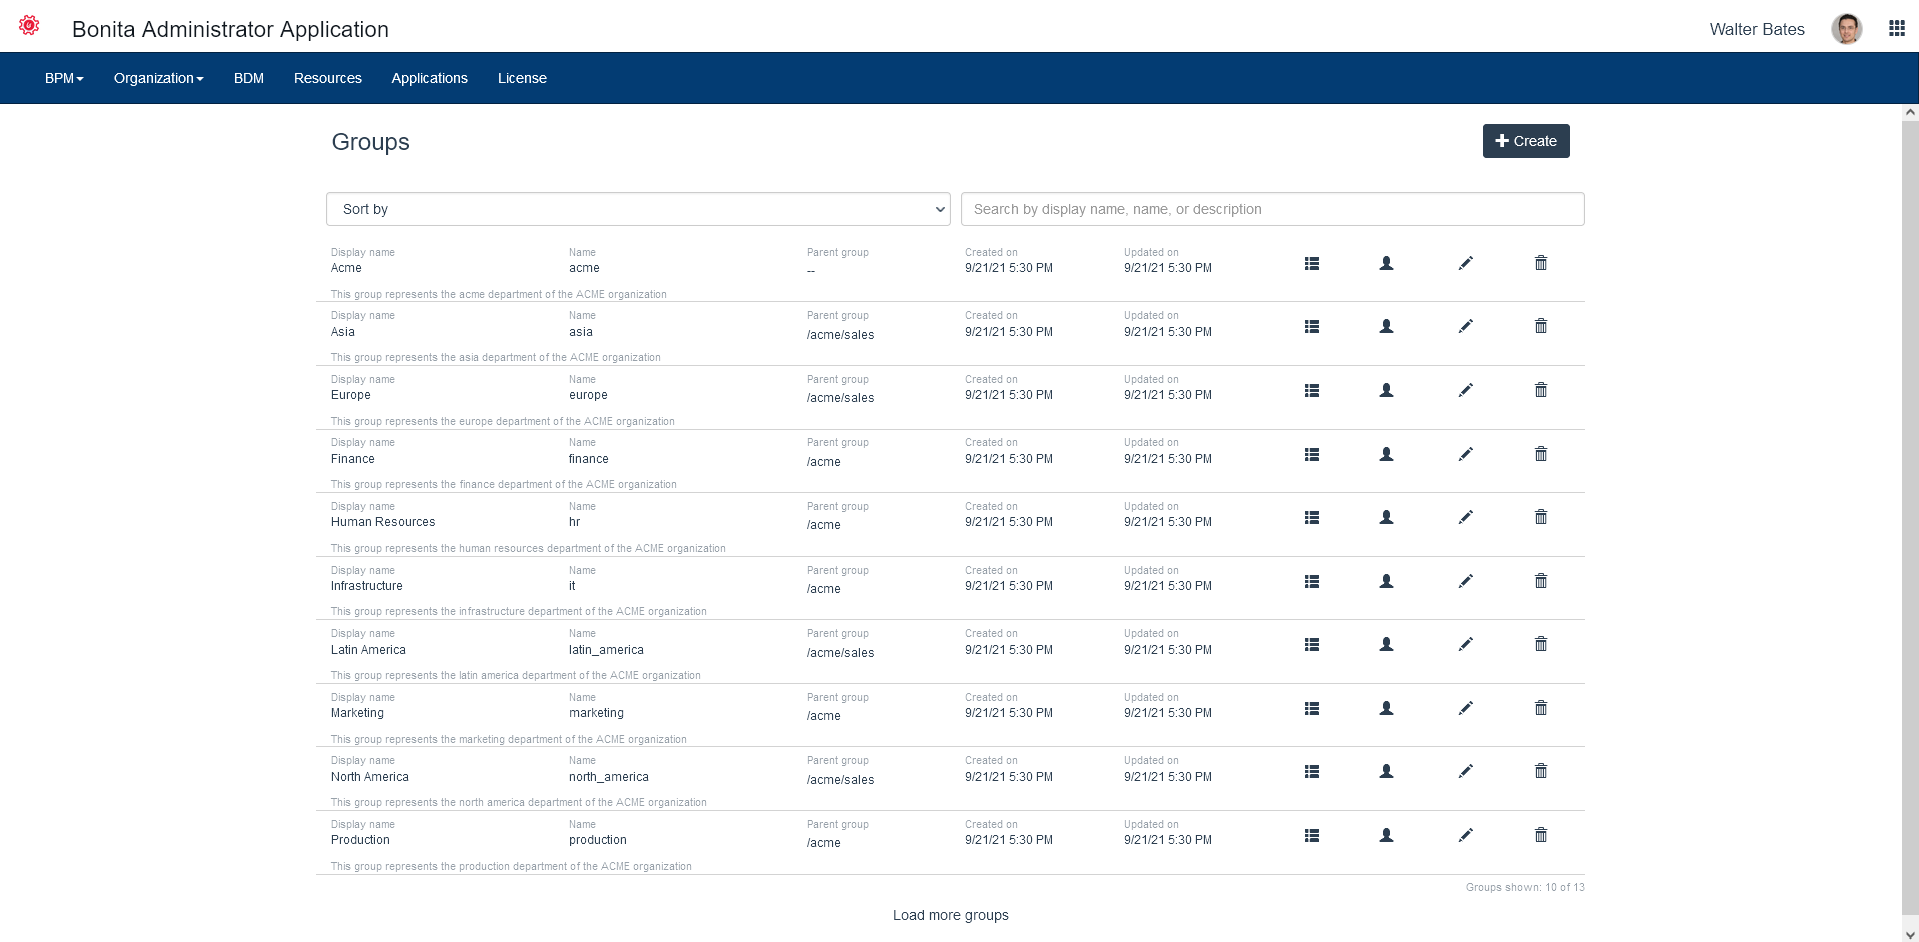 Bonita Administrator Application Walter Bates
BPM Organization BDM Resources Applications License
Groups
Create
Sort by Search by display name, name, or description
Display name Name Parent group Created on Updated on
Acme acme -- 9/21/21 5:30 PM 9/21/21 5:30 PM
This group represents the acme department of the ACME organization
Display name Name Parent group Created on Updated on
Asia asia /acme/sales 9/21/21 5:30 PM 9/21/21 5:30 PM
This group represents the asia department of the ACME organization
Display name Name Parent group Created on Updated on
Europe europe /acme/sales 9/21/21 5:30 PM 9/21/21 5:30 PM
This group represents the europe department of the ACME organization
Display name Name Parent group Created on Updated on
Finance finance /acme 9/21/21 5:30 PM 9/21/21 5:30 PM
This group represents the finance department of the ACME organization
Display name Name Parent group Created on Updated on
Human Resources hr /acme 9/21/21 5:30 PM 9/21/21 5:30 PM
This group represents the human resources department of the ACME organization
Display name Name Parent group Created on Updated on
Infrastructure it /acme 9/21/21 5:30 PM 9/21/21 5:30 PM
This group represents the infrastructure department of the ACME organization
Display name Name Parent group Created on Updated on
Latin America latin_america /acme/sales 9/21/21 5:30 PM 9/21/21 5:30 PM
This group represents the latin america department of the ACME organization
Display name Name Parent group Created on Updated on
Marketing marketing /acme 9/21/21 5:30 PM 9/21/21 5:30 PM
This group represents the marketing department of the ACME organization
Display name Name Parent group Created on Updated on
North America north_america /acme/sales 9/21/21 5:30 PM 9/21/21 5:30 PM
This group represents the north america department of the ACME organization
Display name Name Parent group Created on Updated on
Production production /acme 9/21/21 5:30 PM 9/21/21 5:30 PM
This group represents the production department of the ACME organization
Groups shown: 10 of 13
Load more groups